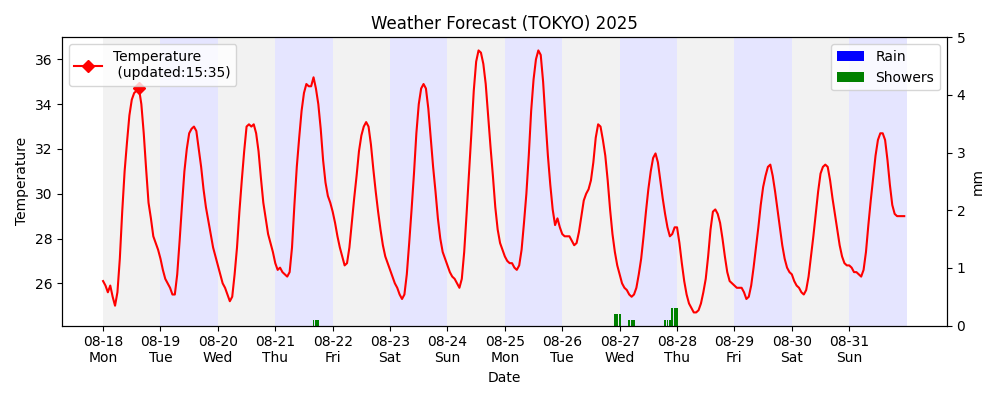 Weather Forecast (TOKYO) 2025
Temperature
(updated:15:35)
Rain
Showers
Temperature
36
34
32
30
28
26
5
4
3
2
1
0
mm
08-18 08-19 08-20 08-21 08-22 08-23 08-24 08-25 08-26 08-27 08-28 08-29 08-30 08-31
Mon Tue Wed Thu Fri Sat Sun Mon Tue Wed Thu Fri Sat Sun
Date